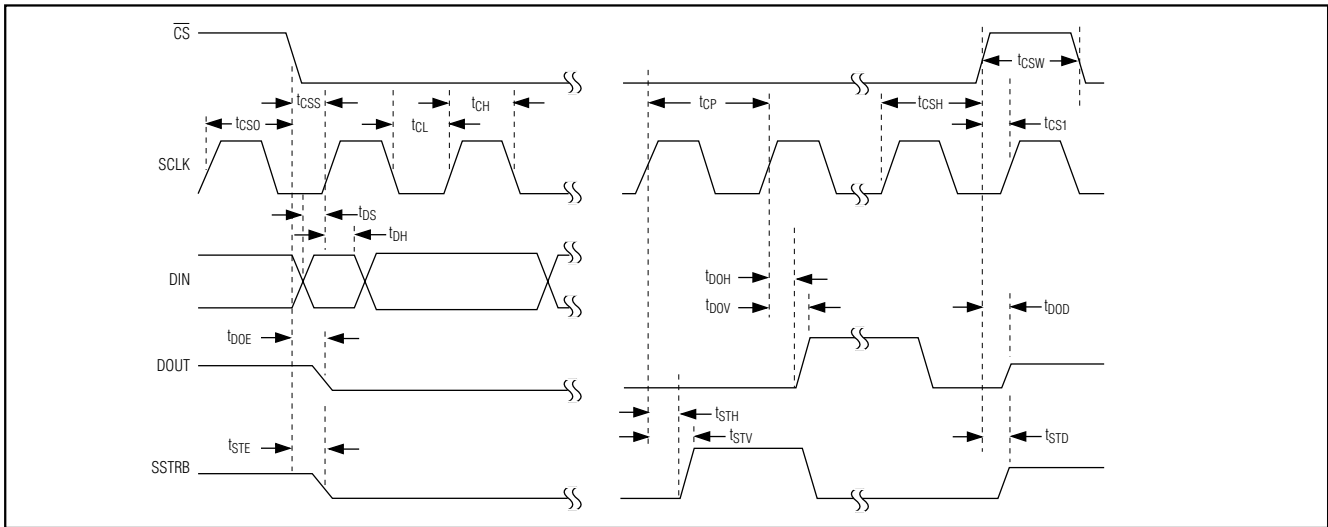 CS
tCSS
tCH
tCP
tCSH
tCSW
tCSO
tCL
tCS1
SCLK
tDS
tDH
DIN
tDOH
tDOV
tDOD
tDOE
DOUT
tSTH
tSTV
tSTE
tSTD
SSTRB